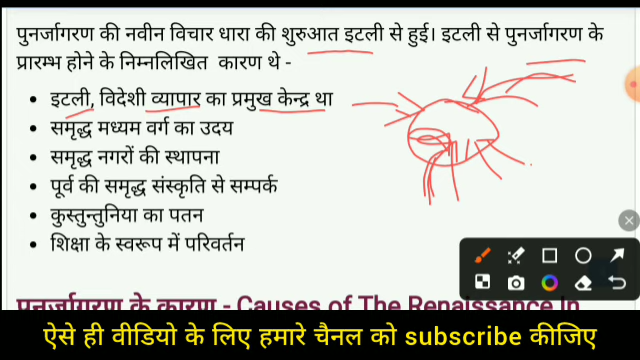 पुनर्जागरण की नवीन विचार धारा की शुरुआत इटली से हुई। इटली से पुनर्जागरण के
प्रारम्भ होने के निम्नलिखित कारण थे -
• इटली, विदेशी व्यापार का प्रमुख केन्द्र था
• समृद्ध मध्यम वर्ग का उदय
• समृद्ध नगरों की स्थापना
• पूर्व की समृद्ध संस्कृति से सम्पर्क
• कुस्तुन्तुनिया का पतन
• शिक्षा के स्वरूप में परिवर्तन
पुनर्जागरण के कारण - Causes of The Renaissance In
ऐसे ही वीडियो के लिए हमारे चैनल को subscribe कीजिए